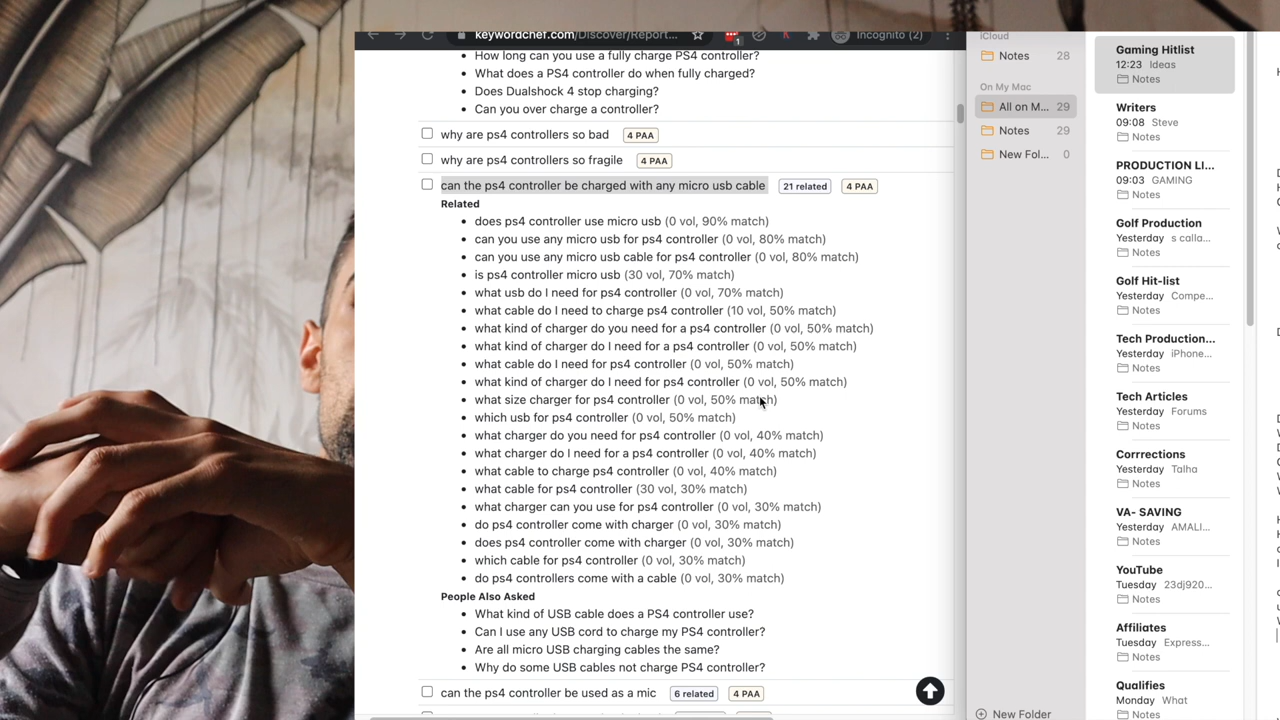 keywordchef.com/Discover/Report...
1
K
Incognito (2)
How long can you use a fully charge PS4 controller?
What does a PS4 controller do when fully charged?
Does Dualshock 4 stop charging?
Can you over charge a controller?
why are ps4 controllers so bad 4 PAA
why are ps4 controllers so fragile 4 PAA
can the ps4 controller be charged with any micro usb cable 21 related 4 PAA
Related
does ps4 controller use micro usb (0 vol, 90% match)
can you use any micro usb for ps4 controller (0 vol, 80% match)
can you use any micro usb cable for ps4 controller (0 vol, 80% match)
is ps4 controller micro usb (30 vol, 70% match)
what usb do I need for ps4 controller (0 vol, 70% match)
what cable do I need to charge ps4 controller (10 vol, 50% match)
what kind of charger do you need for a ps4 controller (0 vol, 50% match)
what kind of charger do I need for a ps4 controller (0 vol, 50% match)
what cable do I need for ps4 controller (0 vol, 50% match)
what kind of charger do I need for ps4 controller (0 vol, 50% match)
what size charger for ps4 controller (0 vol, 50% match)
which usb for ps4 controller (0 vol, 50% match)
what charger do you need for ps4 controller (0 vol, 40% match)
what charger do I need for a ps4 controller (0 vol, 40% match)
what cable to charge ps4 controller (0 vol, 40% match)
what cable for ps4 controller (30 vol, 30% match)
what charger can you use for ps4 controller (0 vol, 30% match)
do ps4 controller come with charger (0 vol, 30% match)
does ps4 controller come with charger (0 vol, 30% match)
which cable for ps4 controller (0 vol, 30% match)
do ps4 controllers come with a cable (0 vol, 30% match)
People Also Asked
What kind of USB cable does a PS4 controller use?
Can I use any USB cord to charge my PS4 controller?
Are all micro USB charging cables the same?
Why do some USB cables not charge PS4 controller?
can the ps4 controller be used as a mic 6 related 4 PAA
iCloud
Notes 28
On My Mac
All on M... 29
Notes 29
New Fol... 0
New Folder
Gaming Hitlist
12:23 Ideas
Notes
Writers
09:08 Steve
Notes
PRODUCTION LI...
09:03 GAMING
Notes
Golf Production
Yesterday s calla...
Notes
Golf Hit-list
Yesterday Compe...
Notes
Tech Production...
Yesterday iPhone...
Notes
Tech Articles
Yesterday Forums
Notes
Corrrections
Yesterday Talha
Notes
VA- SAVING
Yesterday AMALI...
Notes
YouTube
Tuesday 23dj920...
Notes
Affiliates
Tuesday Express...
Notes
Qualifies
Monday What
Notes